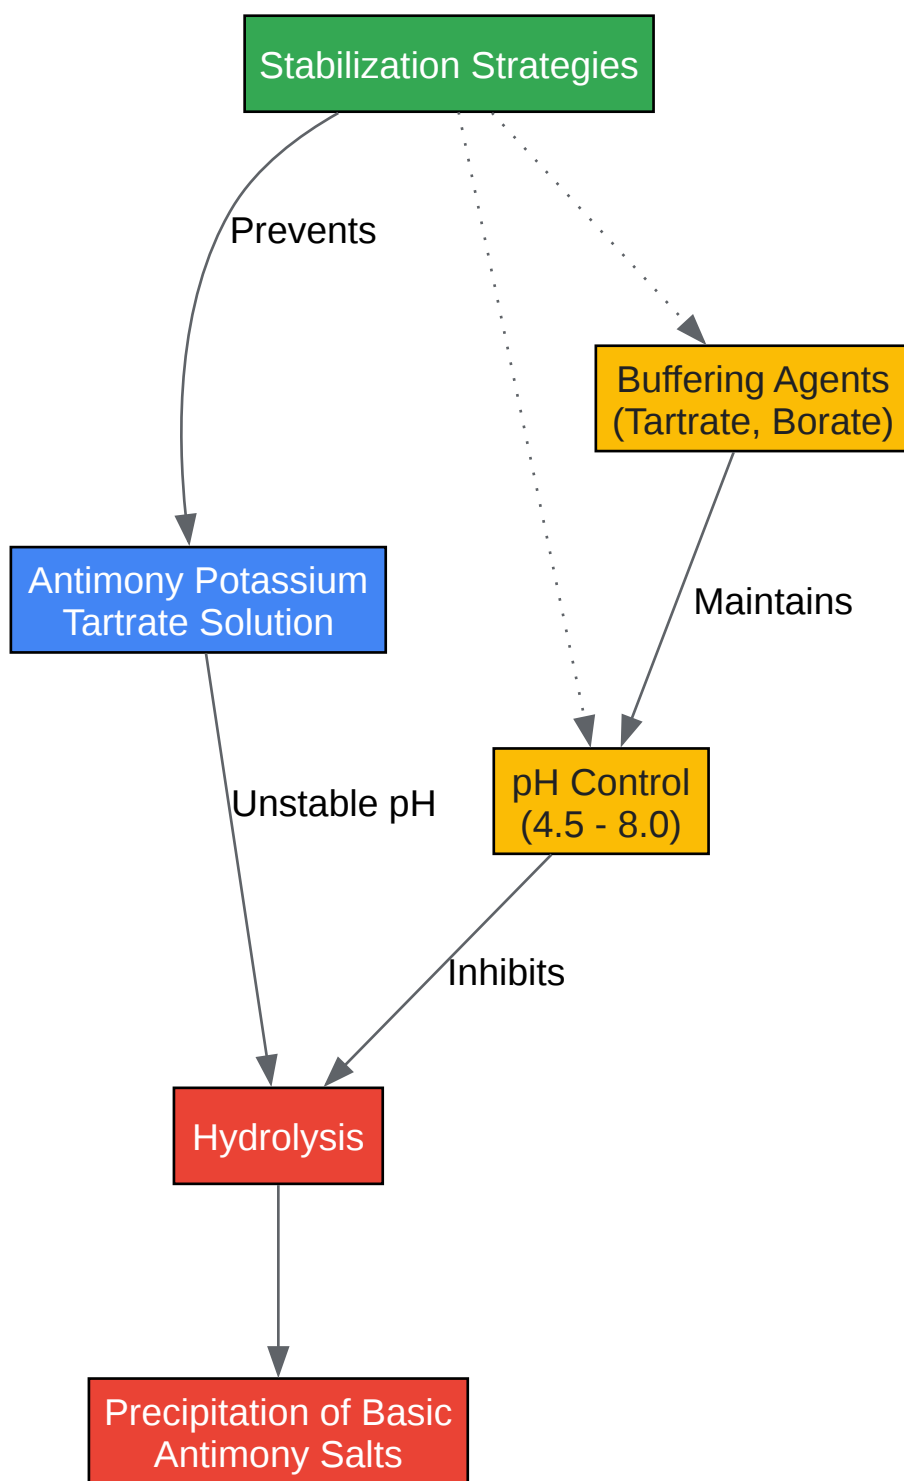 Stabilization Strategies
Prevents
Buffering Agents
(Tartrate, Borate)
Antimony Potassium
Tartrate Solution
Maintains
pH Control
(4.5 - 8.0)
Unstable pH
Inhibits
Hydrolysis
Precipitation of Basic
Antimony Salts